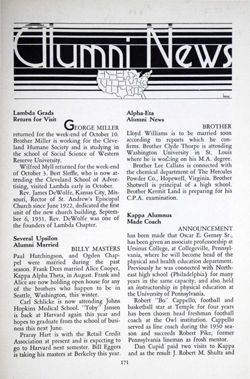 Alumni News
Lambda Grads
Return for Visit
GEORGE MILLER
returned for the week-end of October 10.
Brother Miller is working for the Cleve-
land Humane Society and is studying in
the school of Social Science of Western
Reserve University.
Wilfred Myll returned for the week-end
of October 3. Bert Sleffe, who is now at-
tending the Cleveland School of Adver-
tising, visited Lambda early in October.
Rev. James DeWolfe, Kansas City, Mis-
souri, Rector of St. Andrew's Episcopal
Church since June 1922, dedicated the first
unit of the new church building, Septem-
ber 6, 1931. Rev. DeWolfe was one of
the founders of Lambda Chapter.
Several Upsilon
Alumni Married
BILLY MASTERS
Paul Hutchingson, and Ogden Chap-
pell were married during the past
season. Frank Dorn married Alice Cooper,
Kappa Alpha Theta, in August. Frank and
Alice are now holding open house for any
of the brothers who happen to be in
Seattle, Washington, this winter.
Carl Schlicke is now attending Johns
Hopkins Medical School. "Toby" Janson
is back at Harvard again this year and
hopes to graduate from the school of busi-
ness this next June.
Pratay Hiett is with the Retail Credit
Association at present and is expecting to
go to Harvard next semester. Bill Eggers
is taking his masters at Berkeley this year.
Alpha-Eta
Alumni News
BROTHER
Lloyd Williams is to be married soon
according to reports which he con-
firms. Brother Clyde Thorpe is attending
Washington University in St. Louis
where he is working on his M.A. degree.
Brother Lee Callans is connected with
the chemical department of The Hercules
Powder Co., Hopewell, Virginia. Brother
Shotwell is principal of a high school.
Brother Kermit Lund is preparing for his
C.P.A. examination.
Kappa Alumnus
Made Coach
ANNOUNCEMENT
has been made that Oscar E. Gerney Sr.,
has been given an associate professorship at
Ursinus College, at Collegeville, Pennsyl-
vania, where he will become head of the
physical and health education department.
Previously he was connected with North-
east High school (Philadelphia) for many
years in the same capacity, and also held
an instructorship in physical education at
the University of Pennsylvania.
Robert "Bo" Cappello, football and
basketball star at Temple for four years
has been chosen head freshman football
coach at the Owl institution. Cappello
served as line coach during the 1930 sea-
son and succeeds Robert Pike, former
Pennsylvania lineman as frosh mentor.
Dan Cupid paid two visits to Kappa
and as the result J. Robert M. Shultz and
171